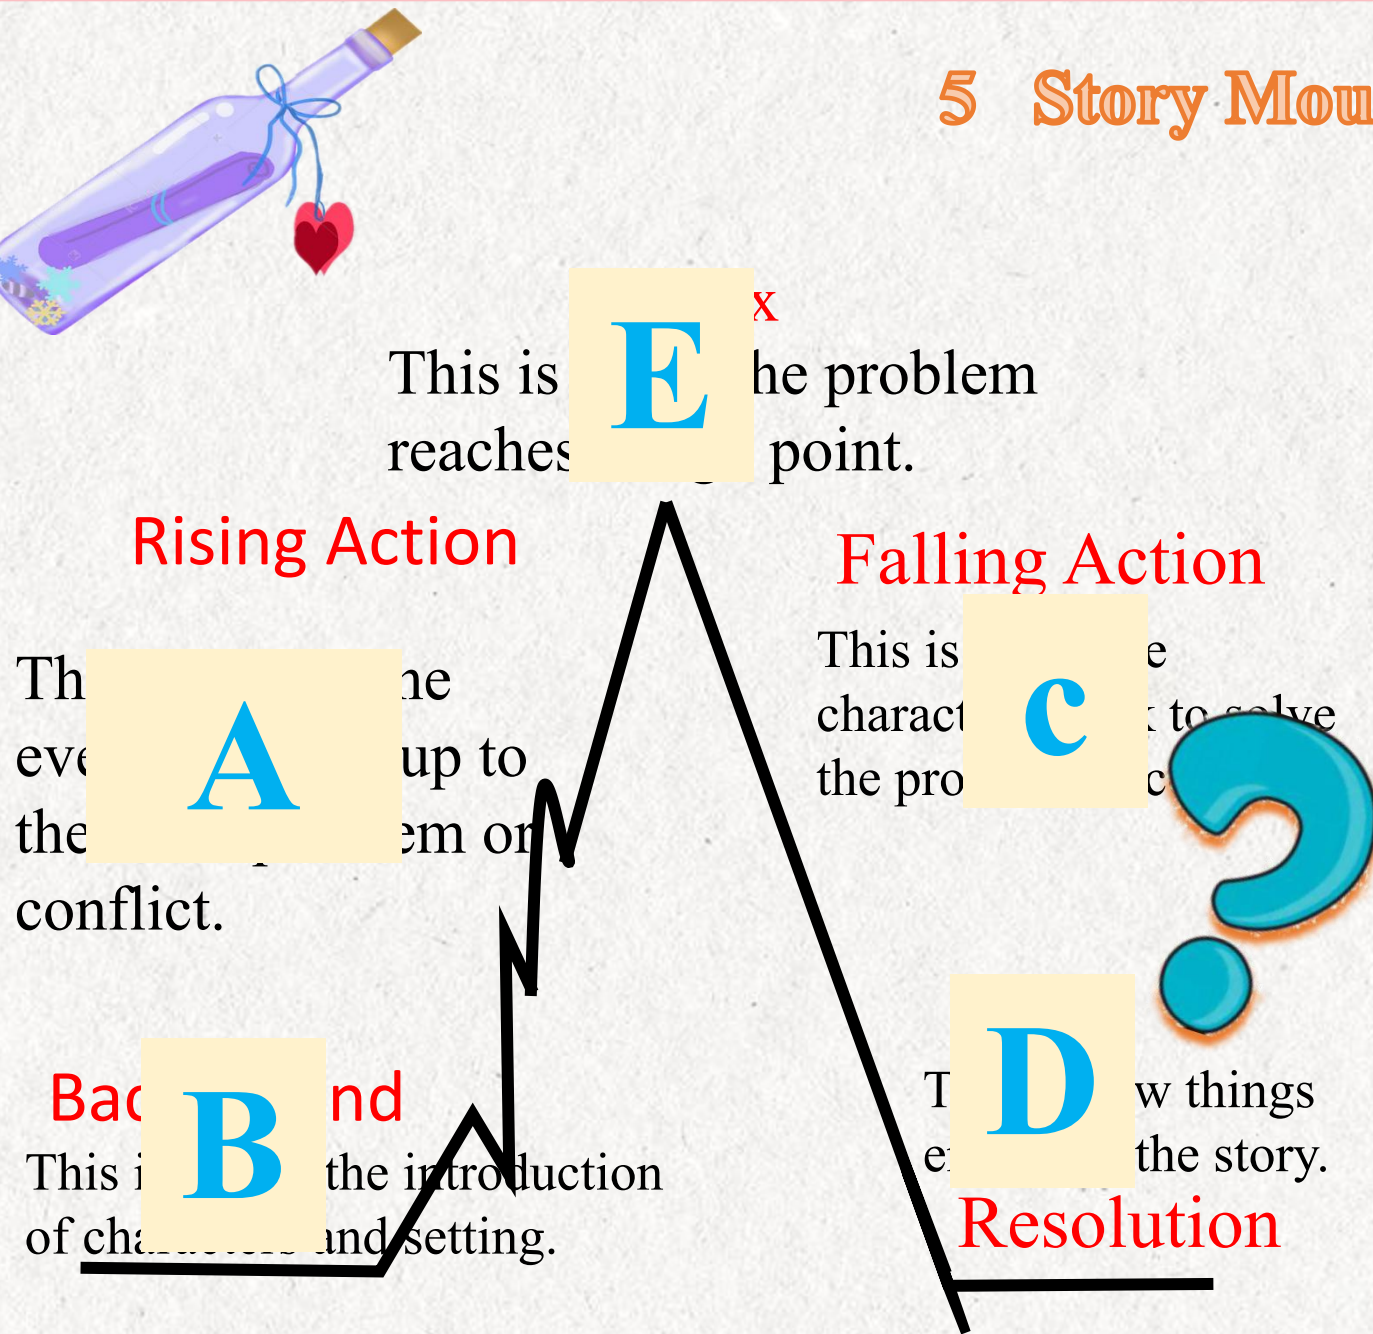 5 Story Mou
x
This is he problem
reaches point.
E
Rising Action
Th he
eve up to
the em or
conflict.
A
Falling Action
This is e
charact k to solve
the pro c
c
Bac nd
This i the introduction
of characters and setting.
B
T w things
e the story.
D
Resolution